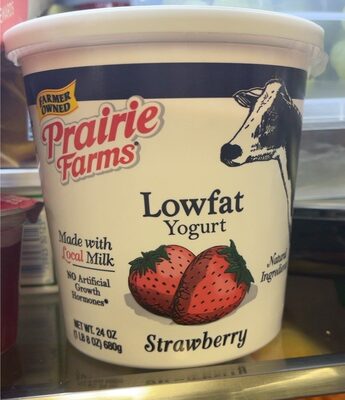 FARMER
OWNED
Prairie
Farms
Lowfat
Yogurt
Made with
Local Milk
NO Artificial
Growth
Hormones*
Natural
Ingredients
NET WT. 24 OZ
(1 LB 8 OZ) 680g
Strawberry